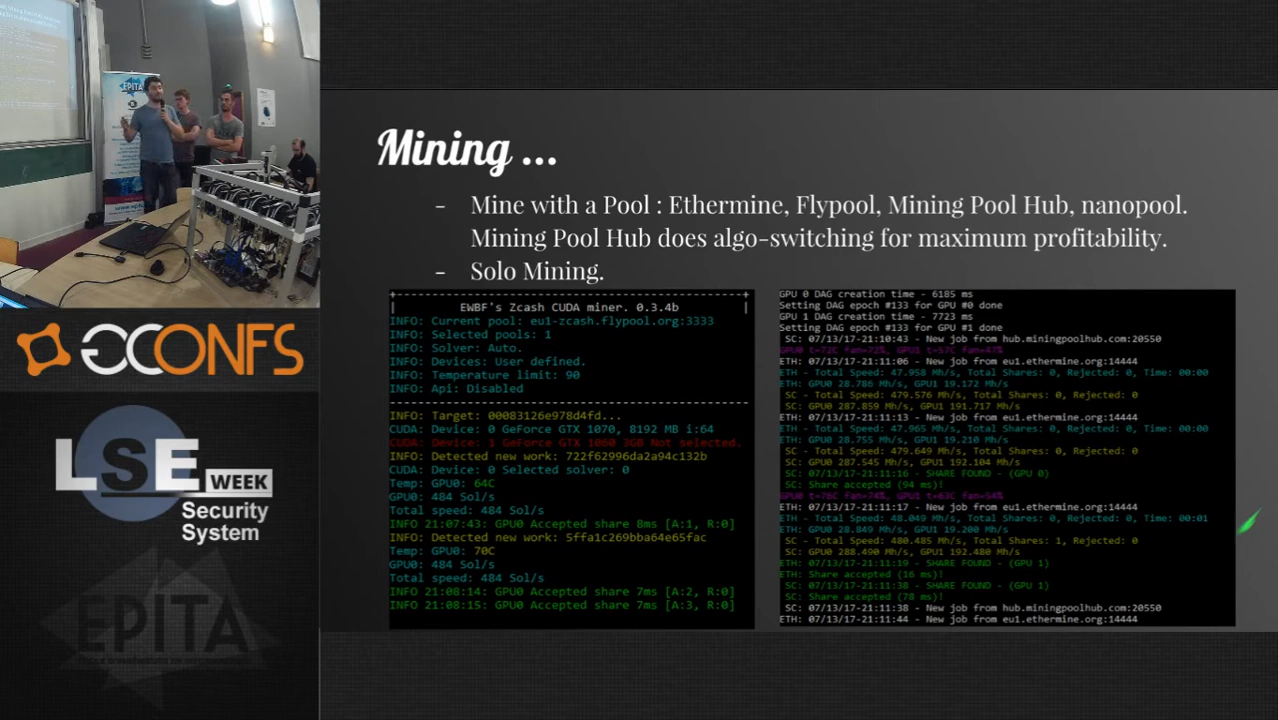 EPITA
Mining ...
- Mine with a Pool : Ethermine, Flypool, Mining Pool Hub, nanopool.
Mining Pool Hub does algo-switching for maximum profitability.
- Solo Mining.
+------------------------------------------------+
| EWBF's Zcash CUDA miner. 0.3.4b |
INFO: Current pool: eu1-zcash.flypool.org:3333
INFO: Selected pools: 1
INFO: Solver: Auto.
INFO: Devices: User defined.
INFO: Temperature limit: 90
INFO: Api: Disabled
--------------------------------------------------
INFO: Target: 00083126e978d4fd...
CUDA: Device: 0 GeForce GTX 1070, 8192 MB i:64
CUDA: Device: 1 GeForce GTX 1060 3GB Not selected.
INFO: Detected new work: 722f62996da2a94c132b
CUDA: Device: 0 Selected solver: 0
Temp: GPU0: 64C
GPU0: 484 Sol/s
Total speed: 484 Sol/s
INFO 21:07:43: GPU0 Accepted share 8ms [A:1, R:0]
INFO: Detected new work: 5ffa1c269bba64e65fac
Temp: GPU0: 70C
GPU0: 484 Sol/s
Total speed: 484 Sol/s
INFO 21:08:14: GPU0 Accepted share 7ms [A:2, R:0]
INFO 21:08:15: GPU0 Accepted share 7ms [A:3, R:0]
GPU 0 DAG creation time - 6185 ms
Setting DAG epoch #133 for GPU #0 done
GPU 1 DAG creation time - 7723 ms
Setting DAG epoch #133 for GPU #1 done
SC: 07/13/17-21:10:43 - New job from hub.miningpoolhub.com:20550
GPU0 t=72C fan=72%, GPU1 t=57C fan=47%
ETH: 07/13/17-21:11:06 - New job from eu1.ethermine.org:14444
ETH - Total Speed: 47.958 Mh/s, Total Shares: 0, Rejected: 0, Time: 00:00
ETH: GPU0 28.786 Mh/s, GPU1 19.172 Mh/s
SC - Total Speed: 479.576 Mh/s, Total Shares: 0, Rejected: 0
SC: GPU0 287.859 Mh/s, GPU1 191.717 Mh/s
ETH: 07/13/17-21:11:13 - New job from eu1.ethermine.org:14444
ETH - Total Speed: 47.965 Mh/s, Total Shares: 0, Rejected: 0, Time: 00:00
ETH: GPU0 28.755 Mh/s, GPU1 19.210 Mh/s
SC - Total Speed: 479.649 Mh/s, Total Shares: 0, Rejected: 0
SC: GPU0 287.545 Mh/s, GPU1 192.104 Mh/s
SC: 07/13/17-21:11:16 - SHARE FOUND - (GPU 0)
SC: Share accepted (94 ms)!
GPU0 t=76C fan=74%, GPU1 t=63C fan=54%
ETH: 07/13/17-21:11:17 - New job from eu1.ethermine.org:14444
ETH - Total Speed: 48.049 Mh/s, Total Shares: 0, Rejected: 0, Time: 00:01
ETH: GPU0 28.849 Mh/s, GPU1 19.200 Mh/s
SC - Total Speed: 480.485 Mh/s, Total Shares: 1, Rejected: 0
SC: GPU0 288.490 Mh/s, GPU1 192.480 Mh/s
ETH: 07/13/17-21:11:19 - SHARE FOUND - (GPU 1)
ETH: Share accepted (16 ms)!
SC: 07/13/17-21:11:38 - SHARE FOUND - (GPU 1)
SC: Share accepted (78 ms)!
SC: 07/13/17-21:11:38 - New job from hub.miningpoolhub.com:20550
ETH: 07/13/17-21:11:44 - New job from eu1.ethermine.org:14444
GCONFS
LSE WEEK
Security
System
EPITA